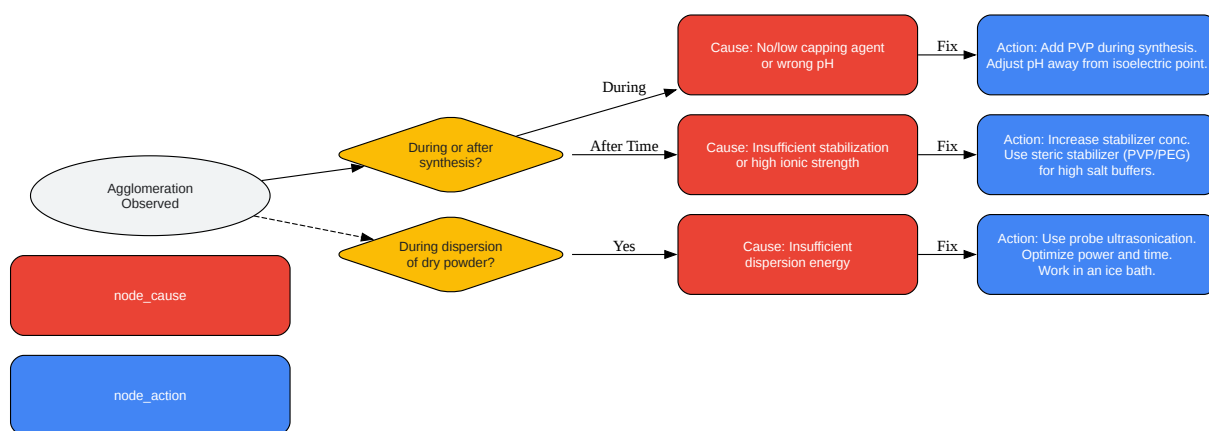 Cause: No/low capping agent
or wrong pH
Fix
Action: Add PVP during synthesis.
Adjust pH away from isoelectric point.
During
During or after
synthesis?
After Time
Cause: Insufficient stabilization
or high ionic strength
Fix
Action: Increase stabilizer conc.
Use steric stabilizer (PVP/PEG)
for high salt buffers.
Agglomeration
Observed
During dispersion
of dry powder?
Yes
Cause: Insufficient
dispersion energy
Fix
Action: Use probe ultrasonication.
Optimize power and time.
Work in an ice bath.
node_cause
node_action